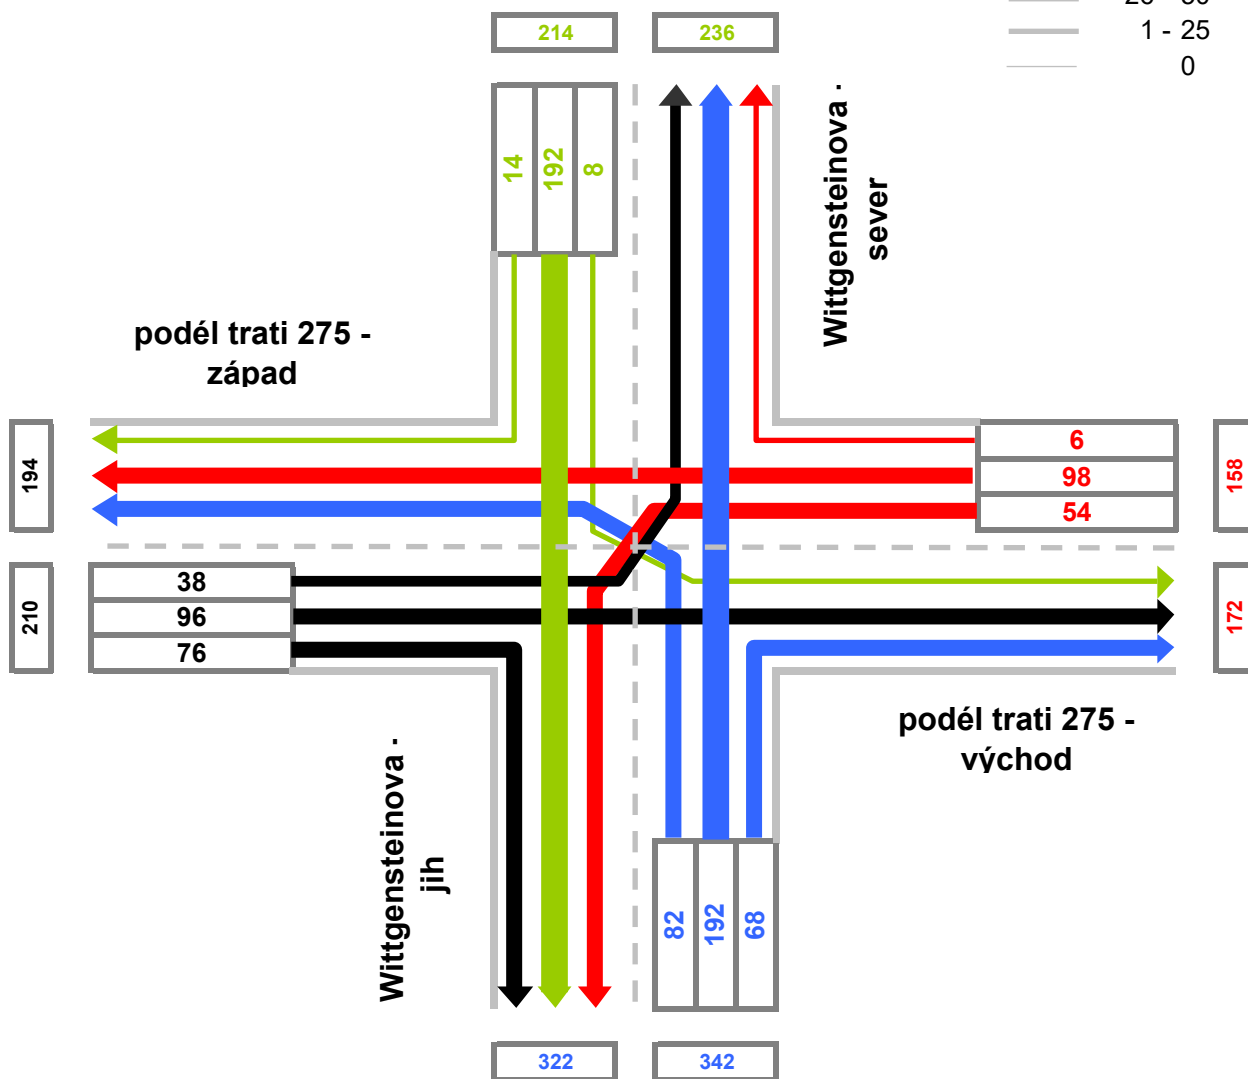 214
236
1 - 25
0
14
192
8
Wittgensteinova -
sever
podél trati 275 -
západ
194
6
98
54
158
210
38
96
76
172
podél trati 275 -
východ
Wittgensteinova -
jih
82
192
68
322
342